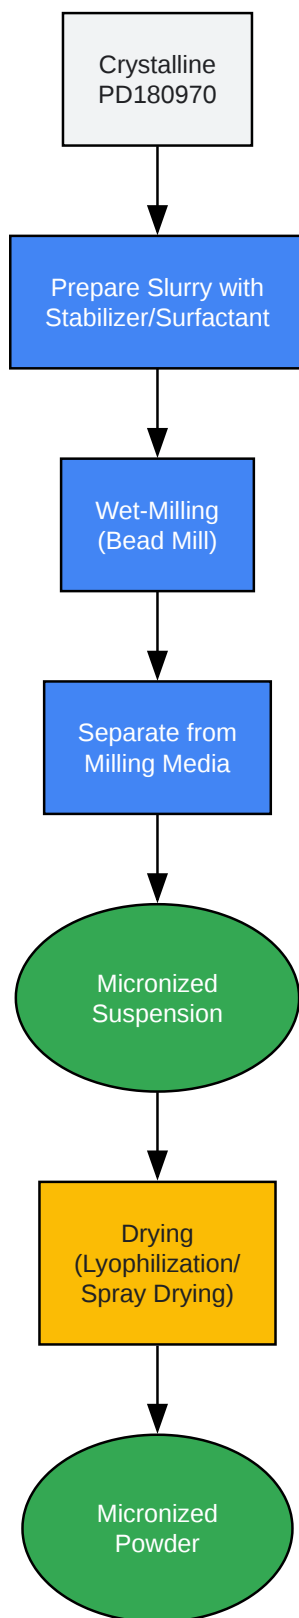 Crystalline
PD180970
Prepare Slurry with
Stabilizer/Surfactant
Wet-Milling
(Bead Mill)
Separate from
Milling Media
Micronized
Suspension
Drying
(Lyophilization/
Spray Drying)
Micronized
Powder